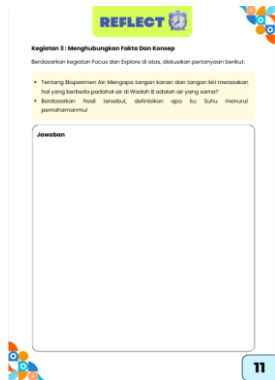 REFLECT
Kegiatan 3 : Menghubungkan Fakta Dan Konsep
Berdasarkan kegiatan Focus dan Explore di atas, diskusikan pertanyaan berikut:
• Tentang Eksperimen Air: Mengapa tangan kanan dan tangan kiri merasakan
hal yang berbeda padahal air di Wadah B adalah air yang sama?
• Berdasarkan hasil tersebut, definisikan apa itu Suhu menurut
pemahamanmu!
Jawaban
11